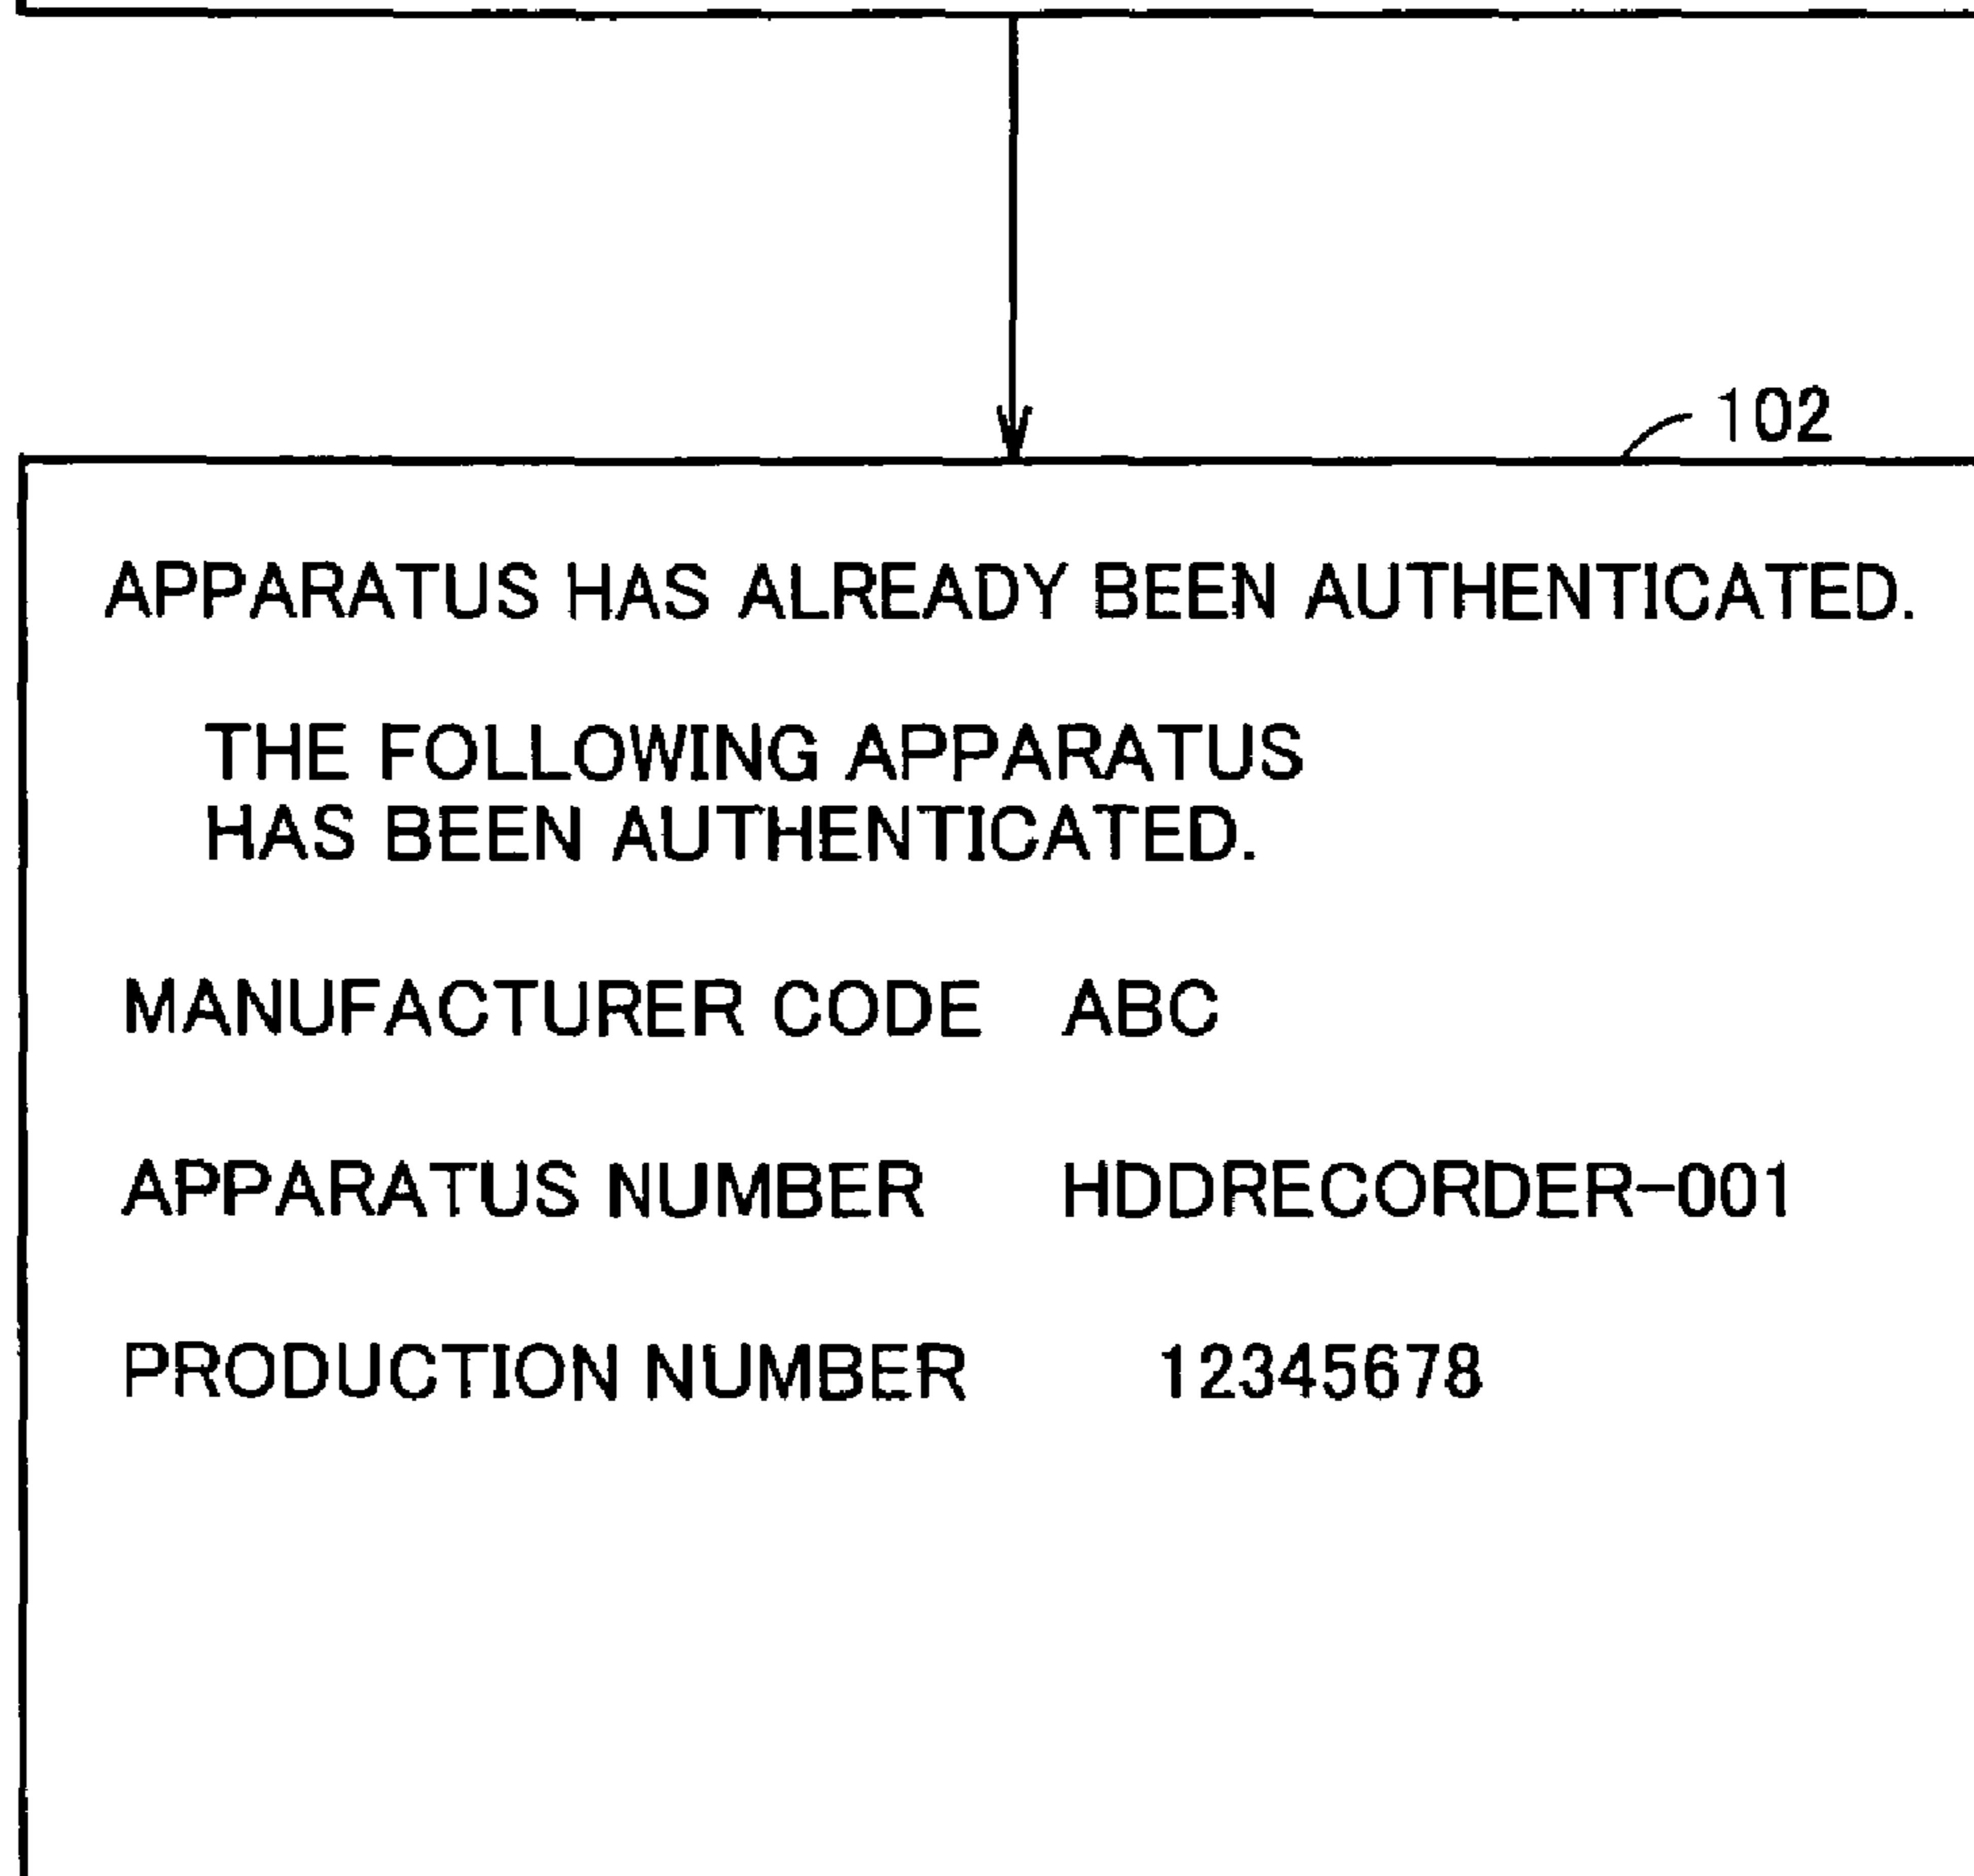 102
APPARATUS HAS ALREADY BEEN AUTHENTICATED.
THE FOLLOWING APPARATUS
HAS BEEN AUTHENTICATED.
MANUFACTURER CODE ABC
APPARATUS NUMBER HDDRECORDER-001
PRODUCTION NUMBER 12345678